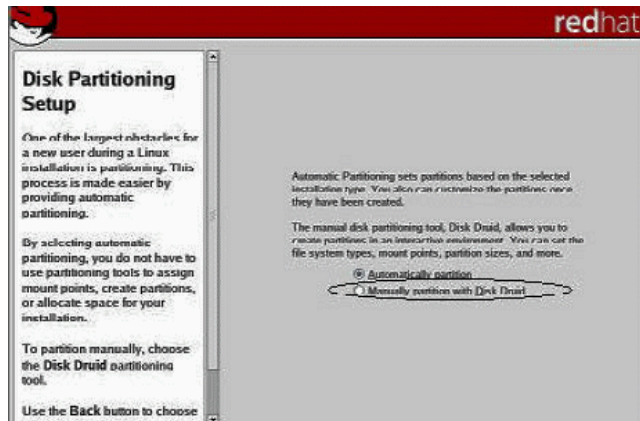 redhat
Disk Partitioning
Setup
One of the largest obstacles for
a new user during a Linux
installation is partitioning. This
process is made easier by
providing automatic
partitioning.
By selecting automatic
partitioning, you do not have to
use partitioning tools to assign
mount points, create partitions,
or allocate space for your
installation.
To partition manually, choose
the Disk Druid partitioning
tool.
Use the Back button to choose
Automatic Partitioning sets partitions based on the selected
installation type. You also can customize the partitions once
they have been created.
The manual disk partitioning tool, Disk Druid, allows you to
create partitions in an interactive environment. You can set the
file system types, mount points, partition sizes, and more.
Automatically partition
Manually partition with Disk Druid